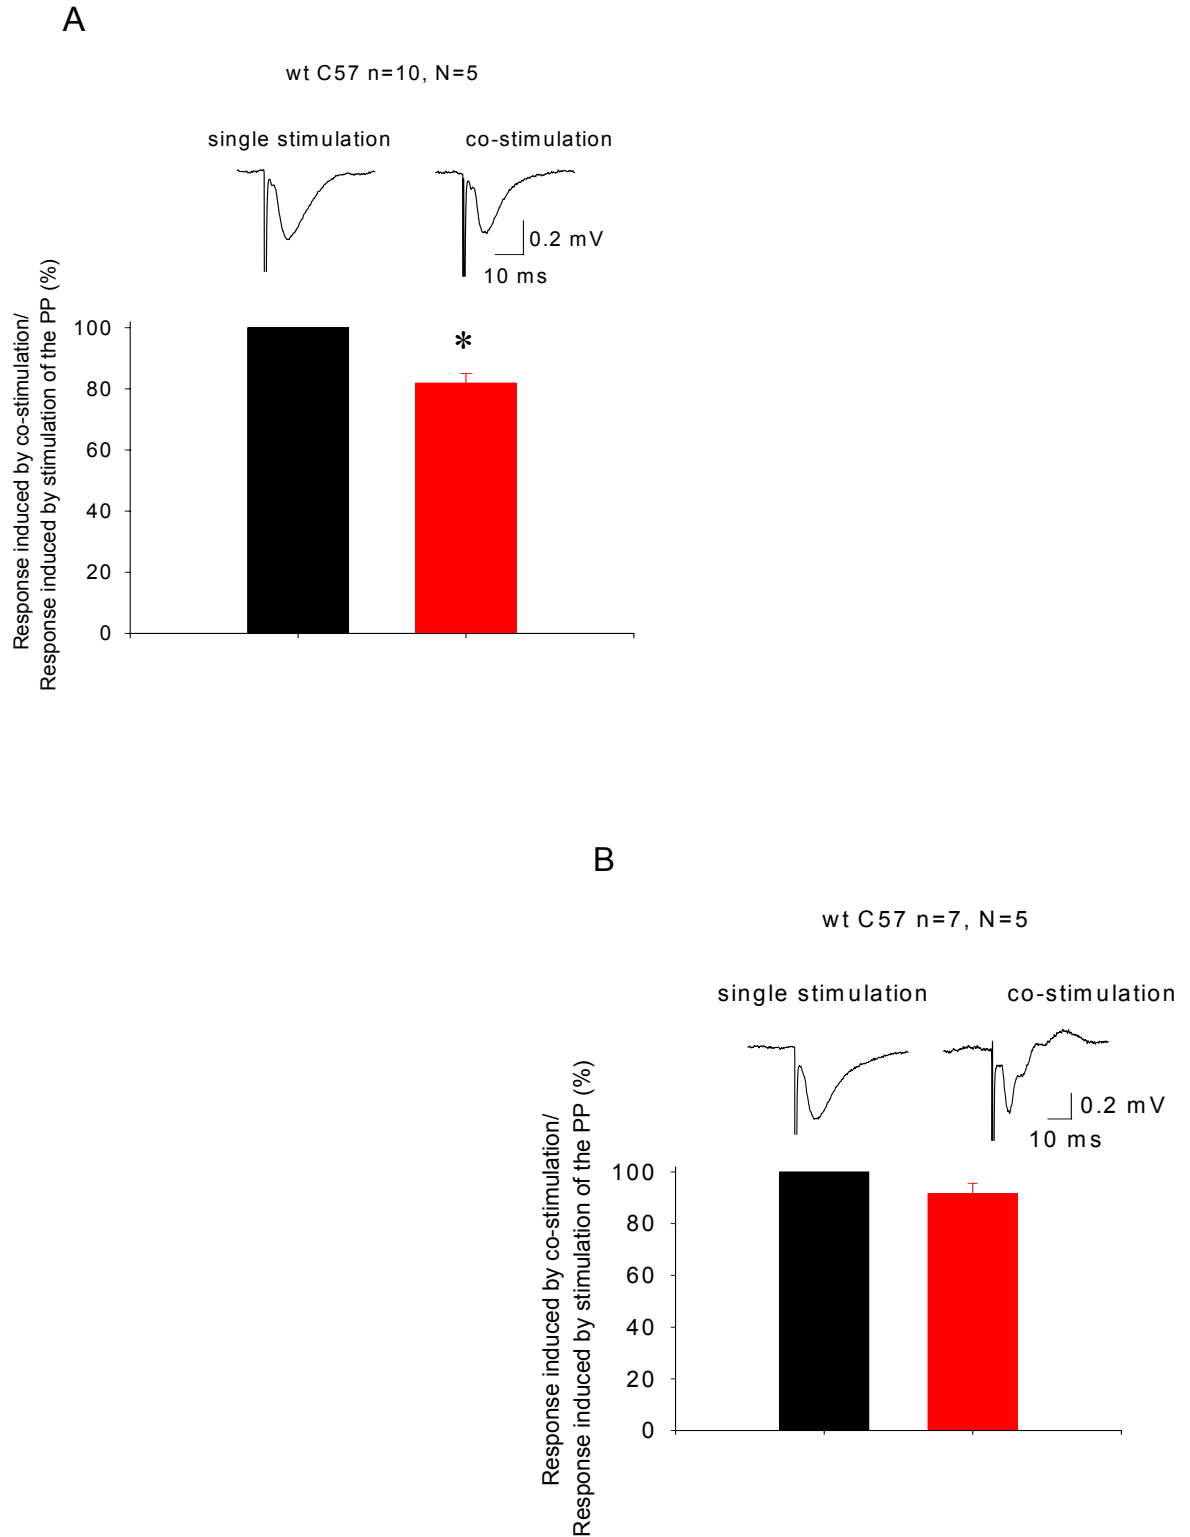 A
wt C57 n=10, N=5
single stimulation
co-stimulation
0.2 mV
10 ms
Response induced by co-stimulation/
Response induced by stimulation of the PP (%)
100
*
80
60
40
20
0
B
wt C57 n=7, N=5
single stimulation
co-stimulation
0.2 mV
10 ms
Response induced by co-stimulation/
Response induced by stimulation of the PP (%)
100
80
60
40
20
0